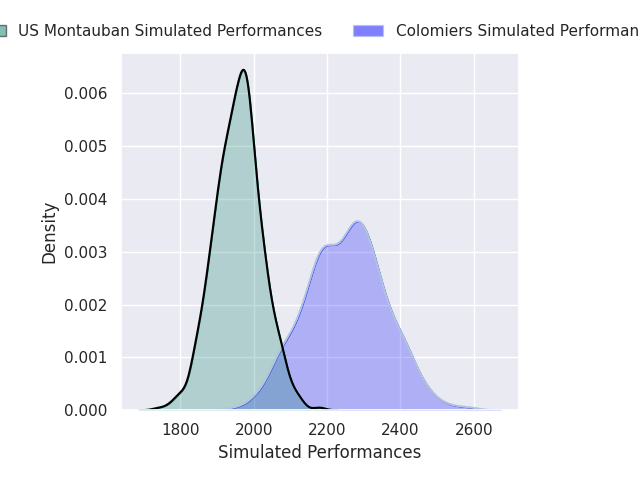 US Montauban Simulated Performances
Colomiers Simulated
0.006
0.005
0.004
0.003
0.002
0.001
0.000
Density
1800 2000 2200 2400 2600
Simulated Performances